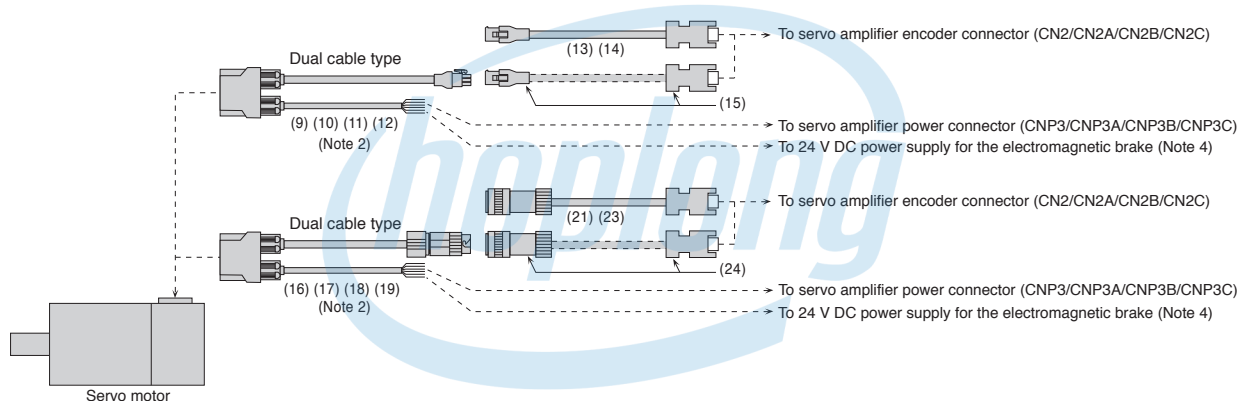 (13) (14)
To servo amplifier encoder connector (CN2/CN2A/CN2B/CN2C)
Dual cable type
(15)
(9) (10) (11) (12)
(Note 2)
To servo amplifier power connector (CNP3/CNP3A/CNP3B/CNP3C)
To 24 V DC power supply for the electromagnetic brake (Note 4)
hoplong
(21) (23)
To servo amplifier encoder connector (CN2/CN2A/CN2B/CN2C)
Dual cable type
(24)
(16) (17) (18) (19)
(Note 2)
To servo amplifier power connector (CNP3/CNP3A/CNP3B/CNP3C)
To 24 V DC power supply for the electromagnetic brake (Note 4)
Servo motor